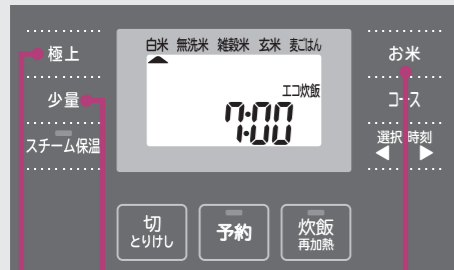 極上
少量
スチーム保温
白米 無洗米 雑穀米 玄米 麦ごはん
エコ炊飯
7:00
お米
コース
選択 時刻
切
とりけし
予約
炊飯
再加熱